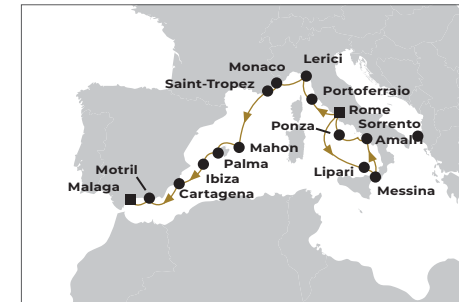 Lerici
Monaco
Saint-Tropez
Portoferraio
Rome
Ponza
Sorrento
Amalfi
Mahon
Palma
Lipari
Motril
Ibiza
Malaga
Cartagena
Messina